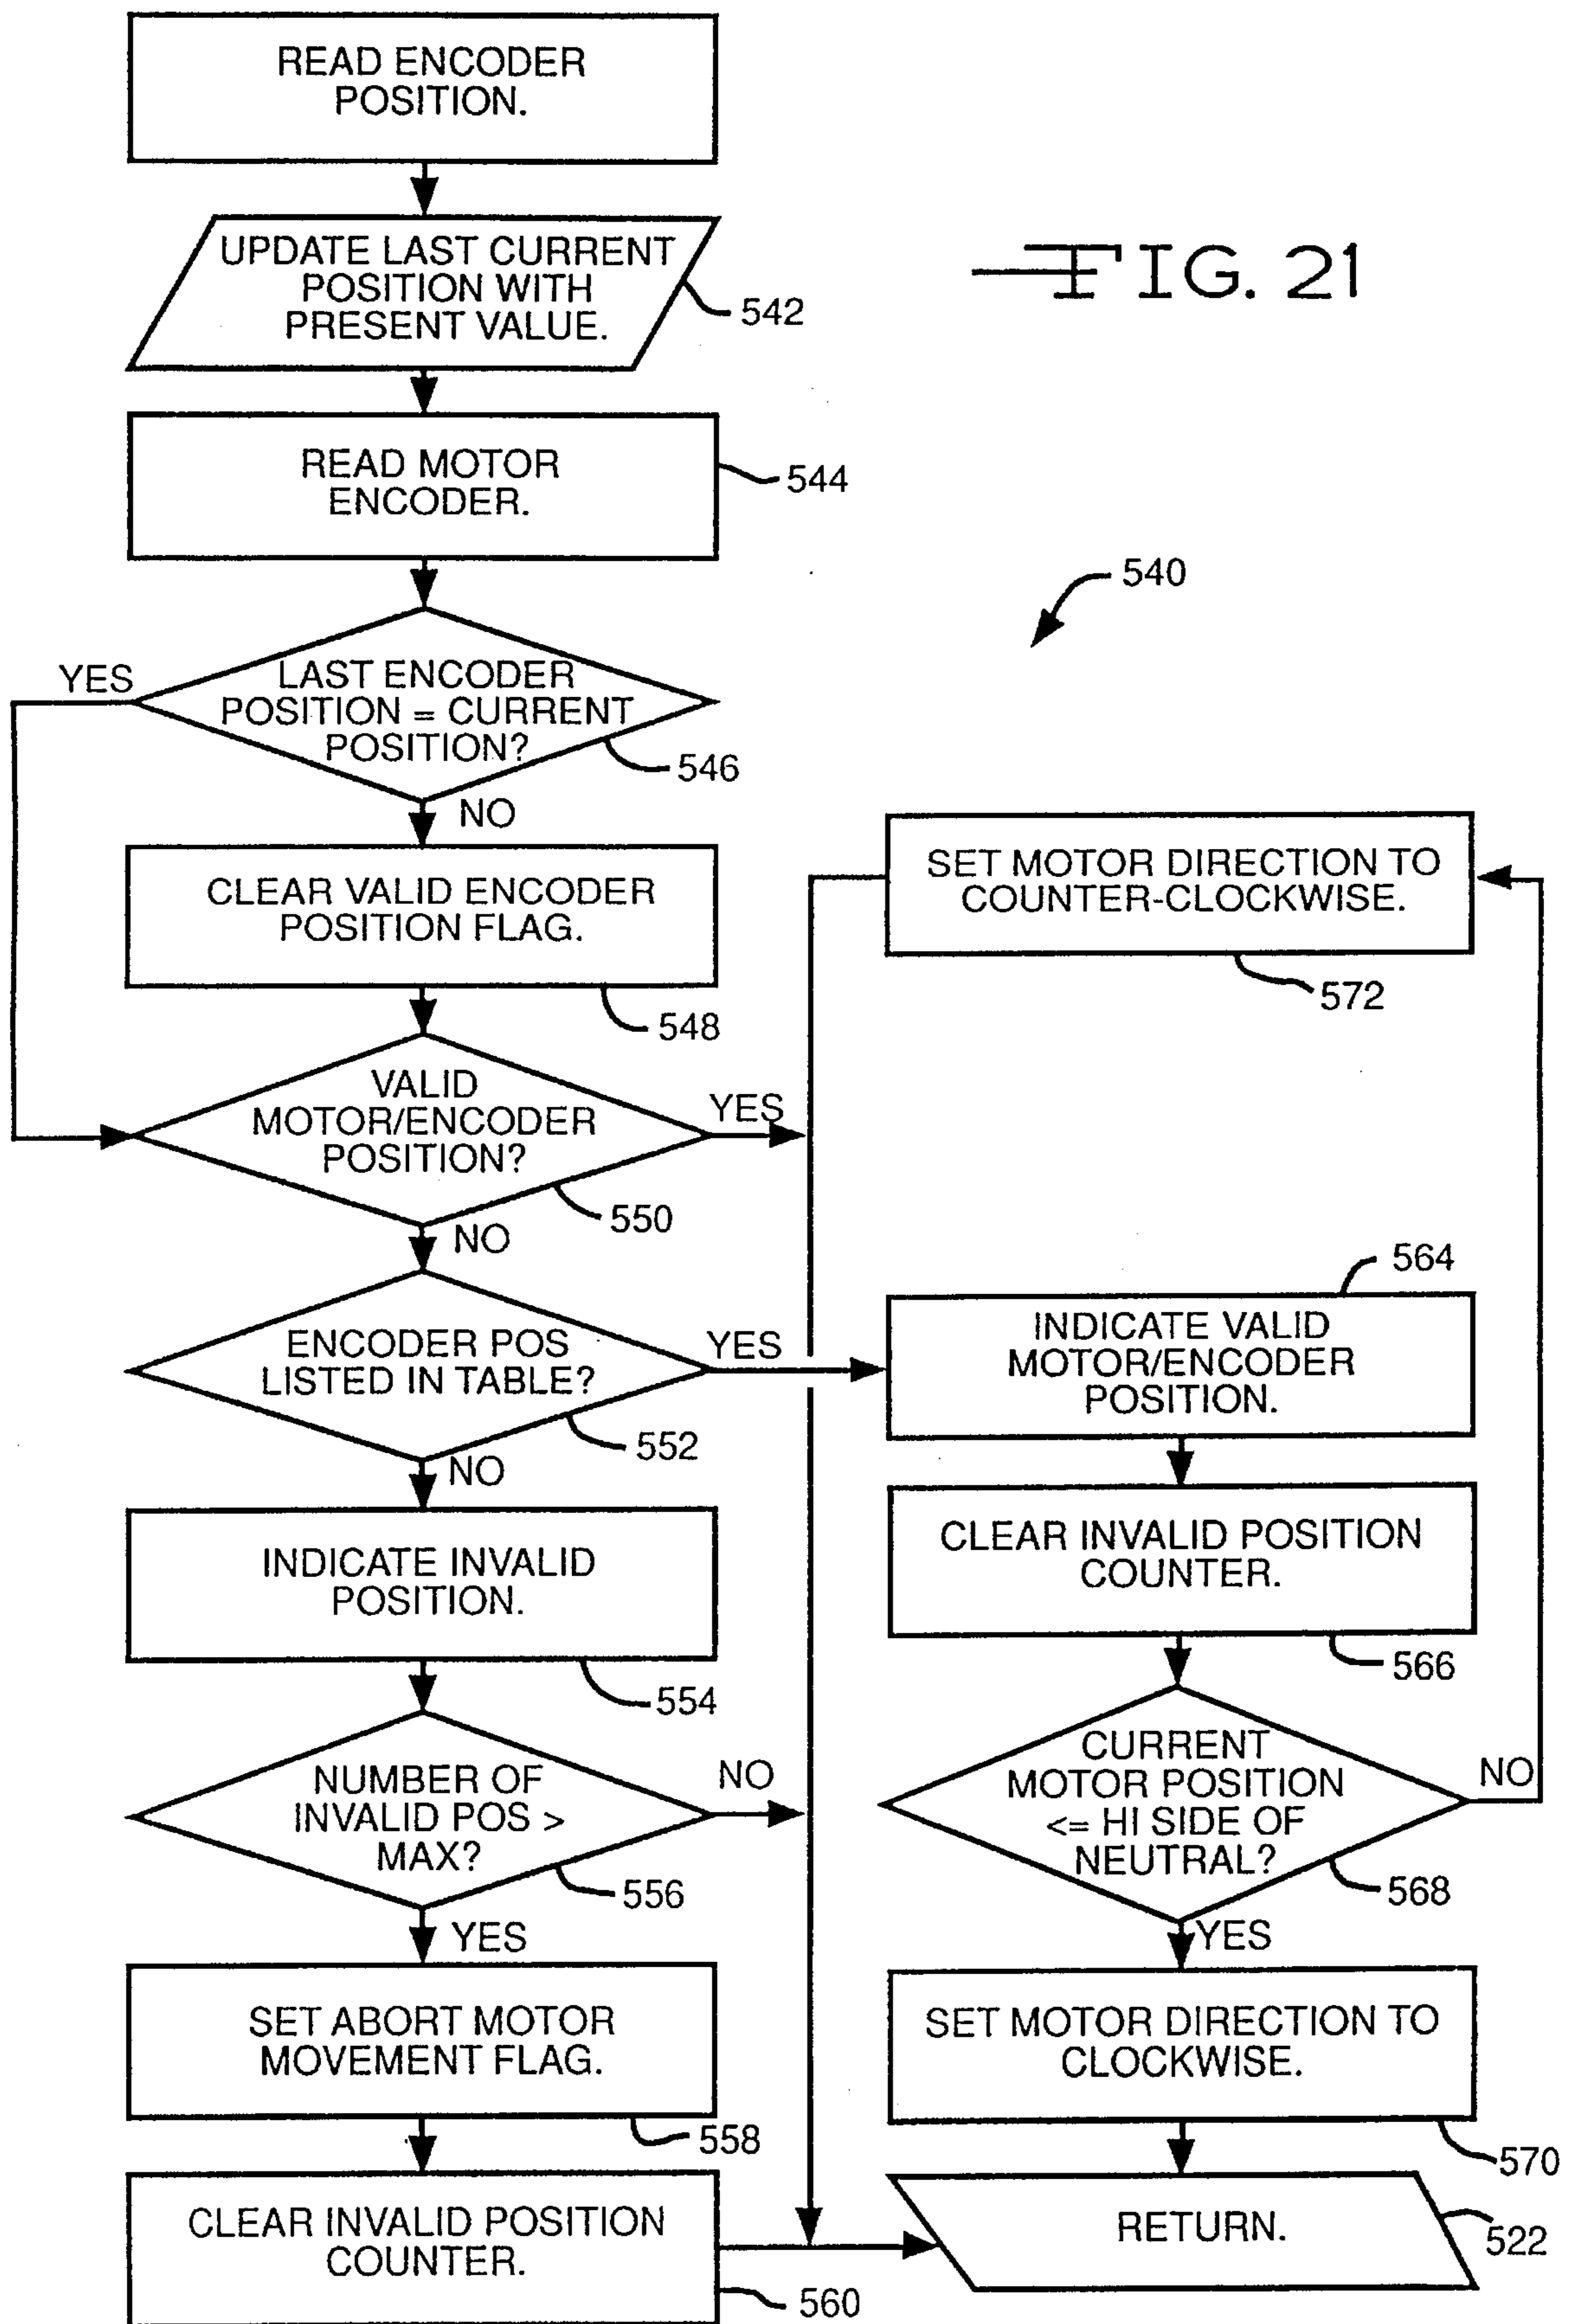 READ ENCODER
POSITION.
UPDATE LAST CURRENT
POSITION WITH
PRESENT VALUE.
542
FIG. 21
READ MOTOR
ENCODER.
544
540
YES
LAST ENCODER
POSITION = CURRENT
POSITION?
546
NO
CLEAR VALID ENCODER
POSITION FLAG.
548
SET MOTOR DIRECTION TO
COUNTER-CLOCKWISE.
572
VALID
MOTOR/ENCODER
POSITION?
YES
550
NO
ENCODER POS
LISTED IN TABLE?
YES
552
NO
564
INDICATE VALID
MOTOR/ENCODER
POSITION.
INDICATE INVALID
POSITION.
554
CLEAR INVALID POSITION
COUNTER.
566
NUMBER OF
INVALID POS >
MAX?
NO
556
YES
CURRENT
MOTOR POSITION
<= HI SIDE OF
NEUTRAL?
NO
568
YES
SET ABORT MOTOR
MOVEMENT FLAG.
558
SET MOTOR DIRECTION TO
CLOCKWISE.
570
CLEAR INVALID POSITION
COUNTER.
560
RETURN.
522